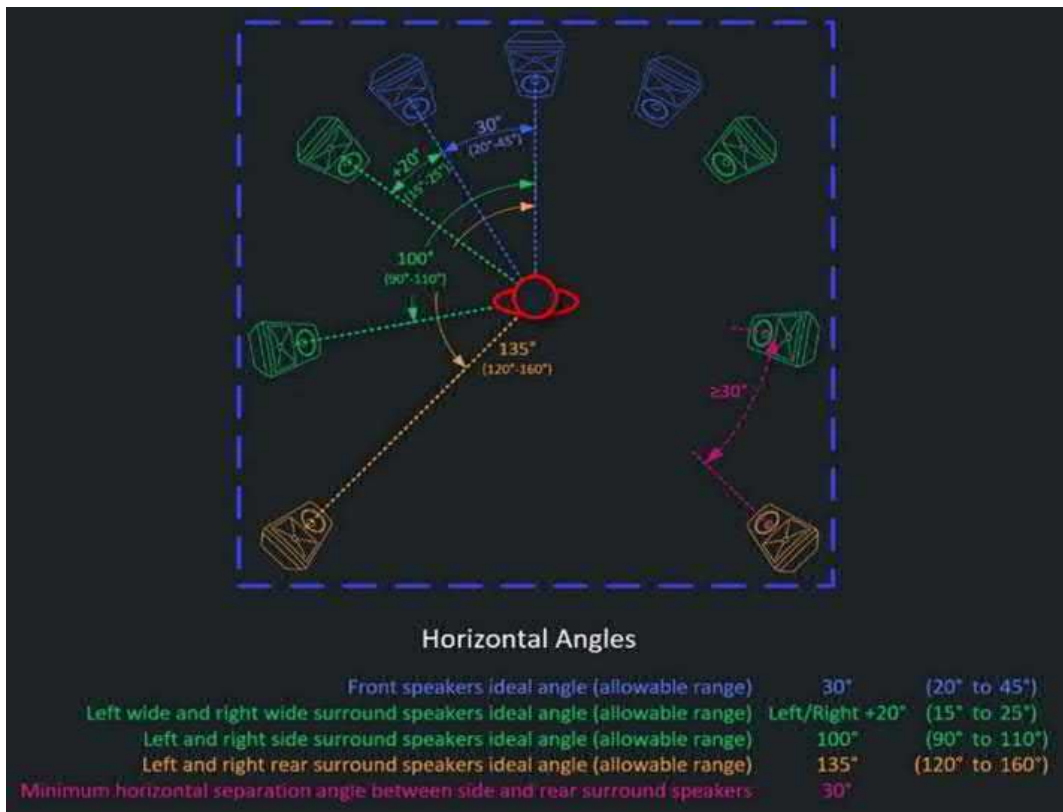 30°
(20°-45°)
+20°
(15°-25°)
100°
(90°-110°)
135°
(120°-160°)
≥30°
Horizontal Angles
Front speakers ideal angle (allowable range) 30° (20° to 45°)
Left wide and right wide surround speakers ideal angle (allowable range) Left/Right +20° (15° to 25°)
Left and right side surround speakers ideal angle (allowable range) 100° (90° to 110°)
Left and right rear surround speakers ideal angle (allowable range) 135° (120° to 160°)
Minimum horizontal separation angle between side and rear surround speakers 30°